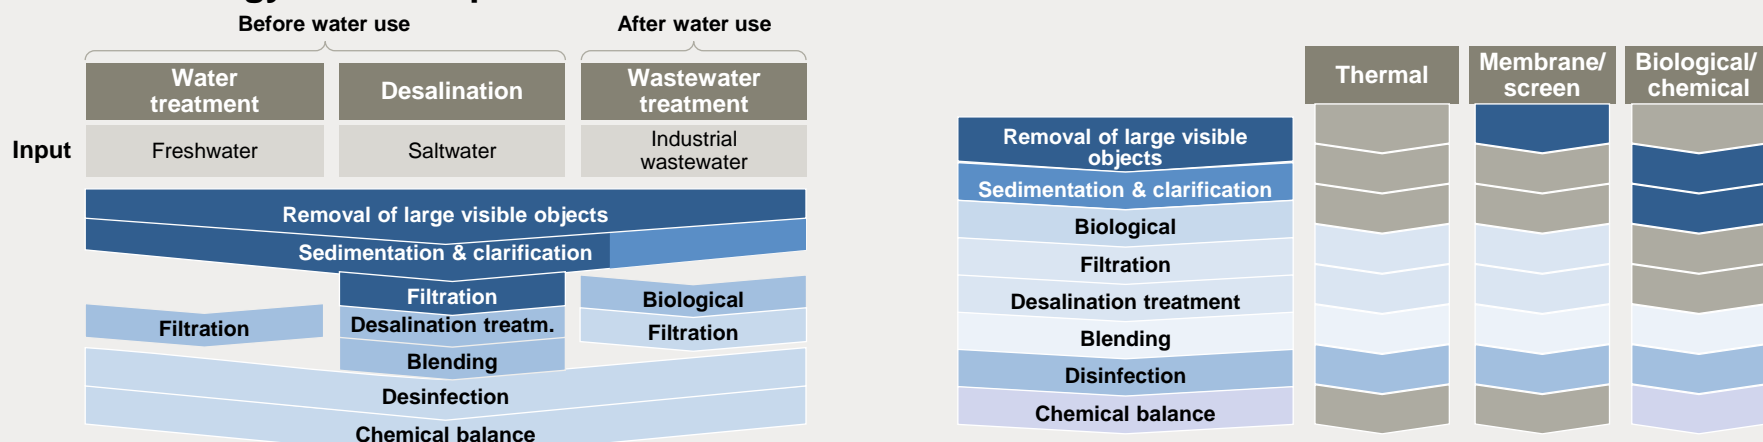 Before water use
After water use
Water
treatment
Desalination
Wastewater
treatment
Input
Freshwater
Saltwater
Industrial
wastewater
Removal of large visible objects
Sedimentation & clarification
Filtration
Biological
Filtration
Desalination treatm.
Filtration
Blending
Desinfection
Chemical balance
Thermal
Membrane/
screen
Biological/
chemical
Removal of large visible
objects
Sedimentation & clarification
Biological
Filtration
Desalination treatment
Blending
Disinfection
Chemical balance